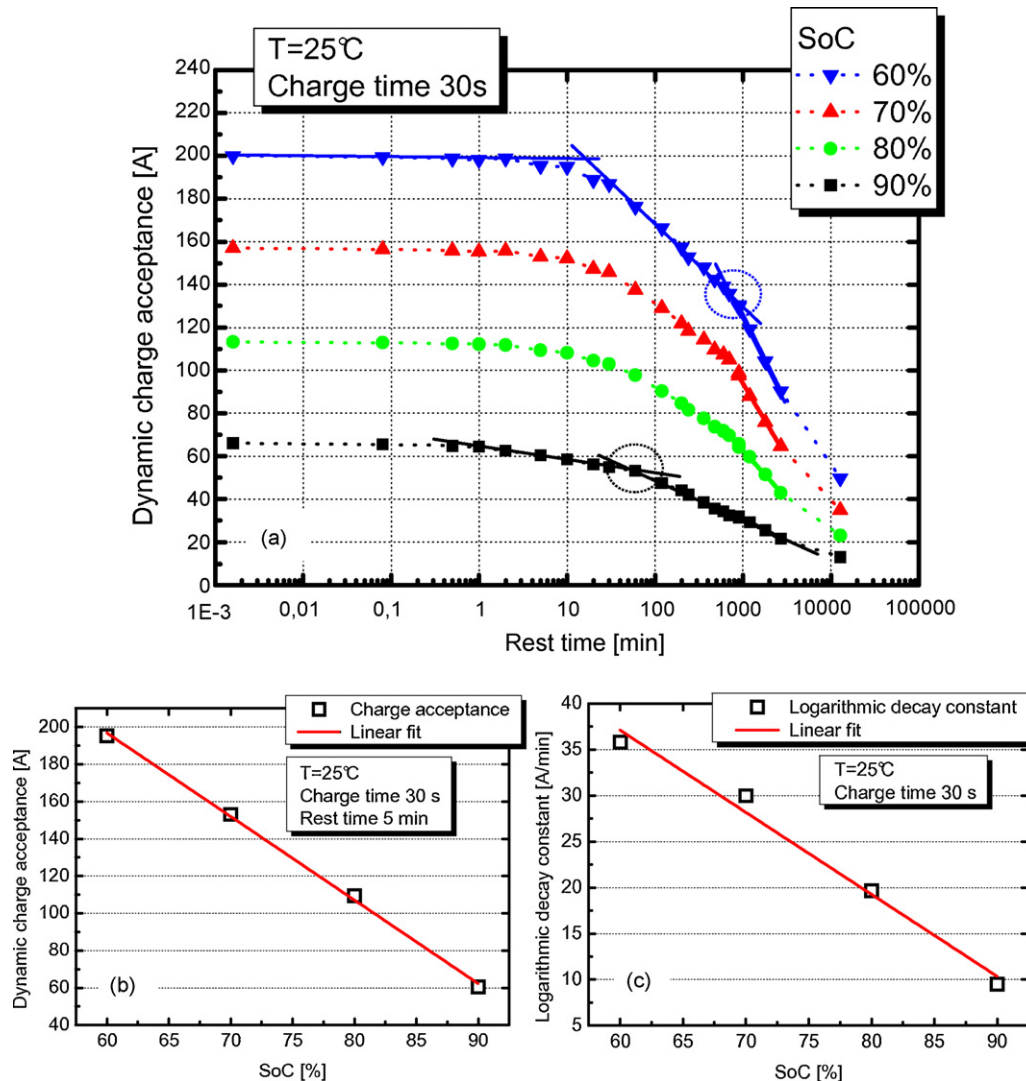 T=25°C
Charge time 30s
SoC
60%
70%
80%
90%
Dynamic charge acceptance [A]
240
220
200
180
160
140
120
100
80
60
40
20
0
(a)
1E-3
0,01
0,1
1
10
100
1000
10000
100000
Rest time [min]
Charge acceptance
Linear fit
T=25°C
Charge time 30 s
Rest time 5 min
Dynamic charge acceptance [A]
200
180
160
140
120
100
80
60
40
(b)
60
65
70
75
80
85
90
SoC [%]
Logarithmic decay constant
Linear fit
T=25°C
Charge time 30 s
Logarithmic decay constant [A/min]
40
35
30
25
20
15
10
5
(c)
60
65
70
75
80
85
90
SoC [%]